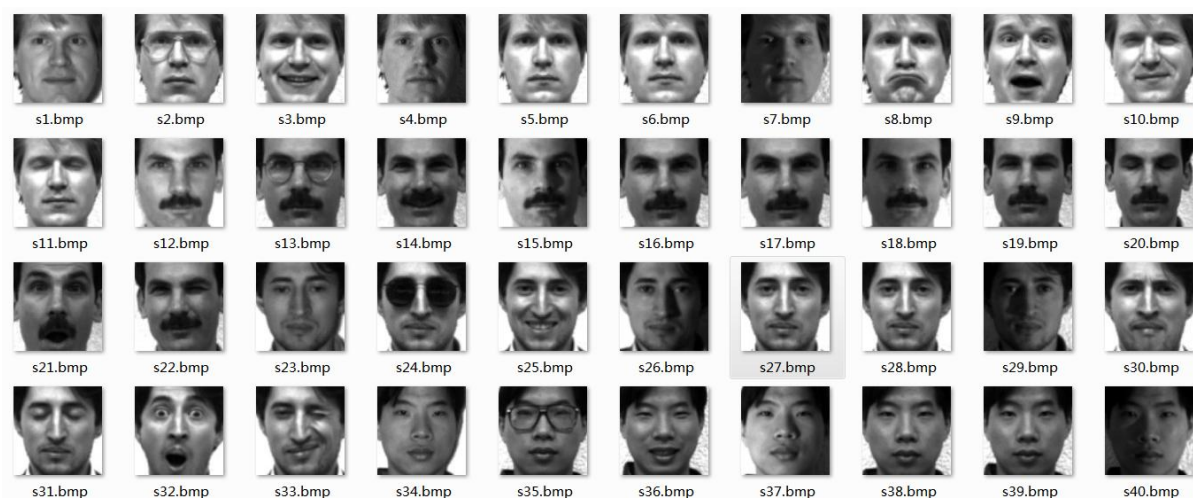 s1.bmp s2.bmp s3.bmp s4.bmp s5.bmp s6.bmp s7.bmp s8.bmp s9.bmp s10.bmp
s11.bmp s12.bmp s13.bmp s14.bmp s15.bmp s16.bmp s17.bmp s18.bmp s19.bmp s20.bmp
s21.bmp s22.bmp s23.bmp s24.bmp s25.bmp s26.bmp s27.bmp s28.bmp s29.bmp s30.bmp
s31.bmp s32.bmp s33.bmp s34.bmp s35.bmp s36.bmp s37.bmp s38.bmp s39.bmp s40.bmp